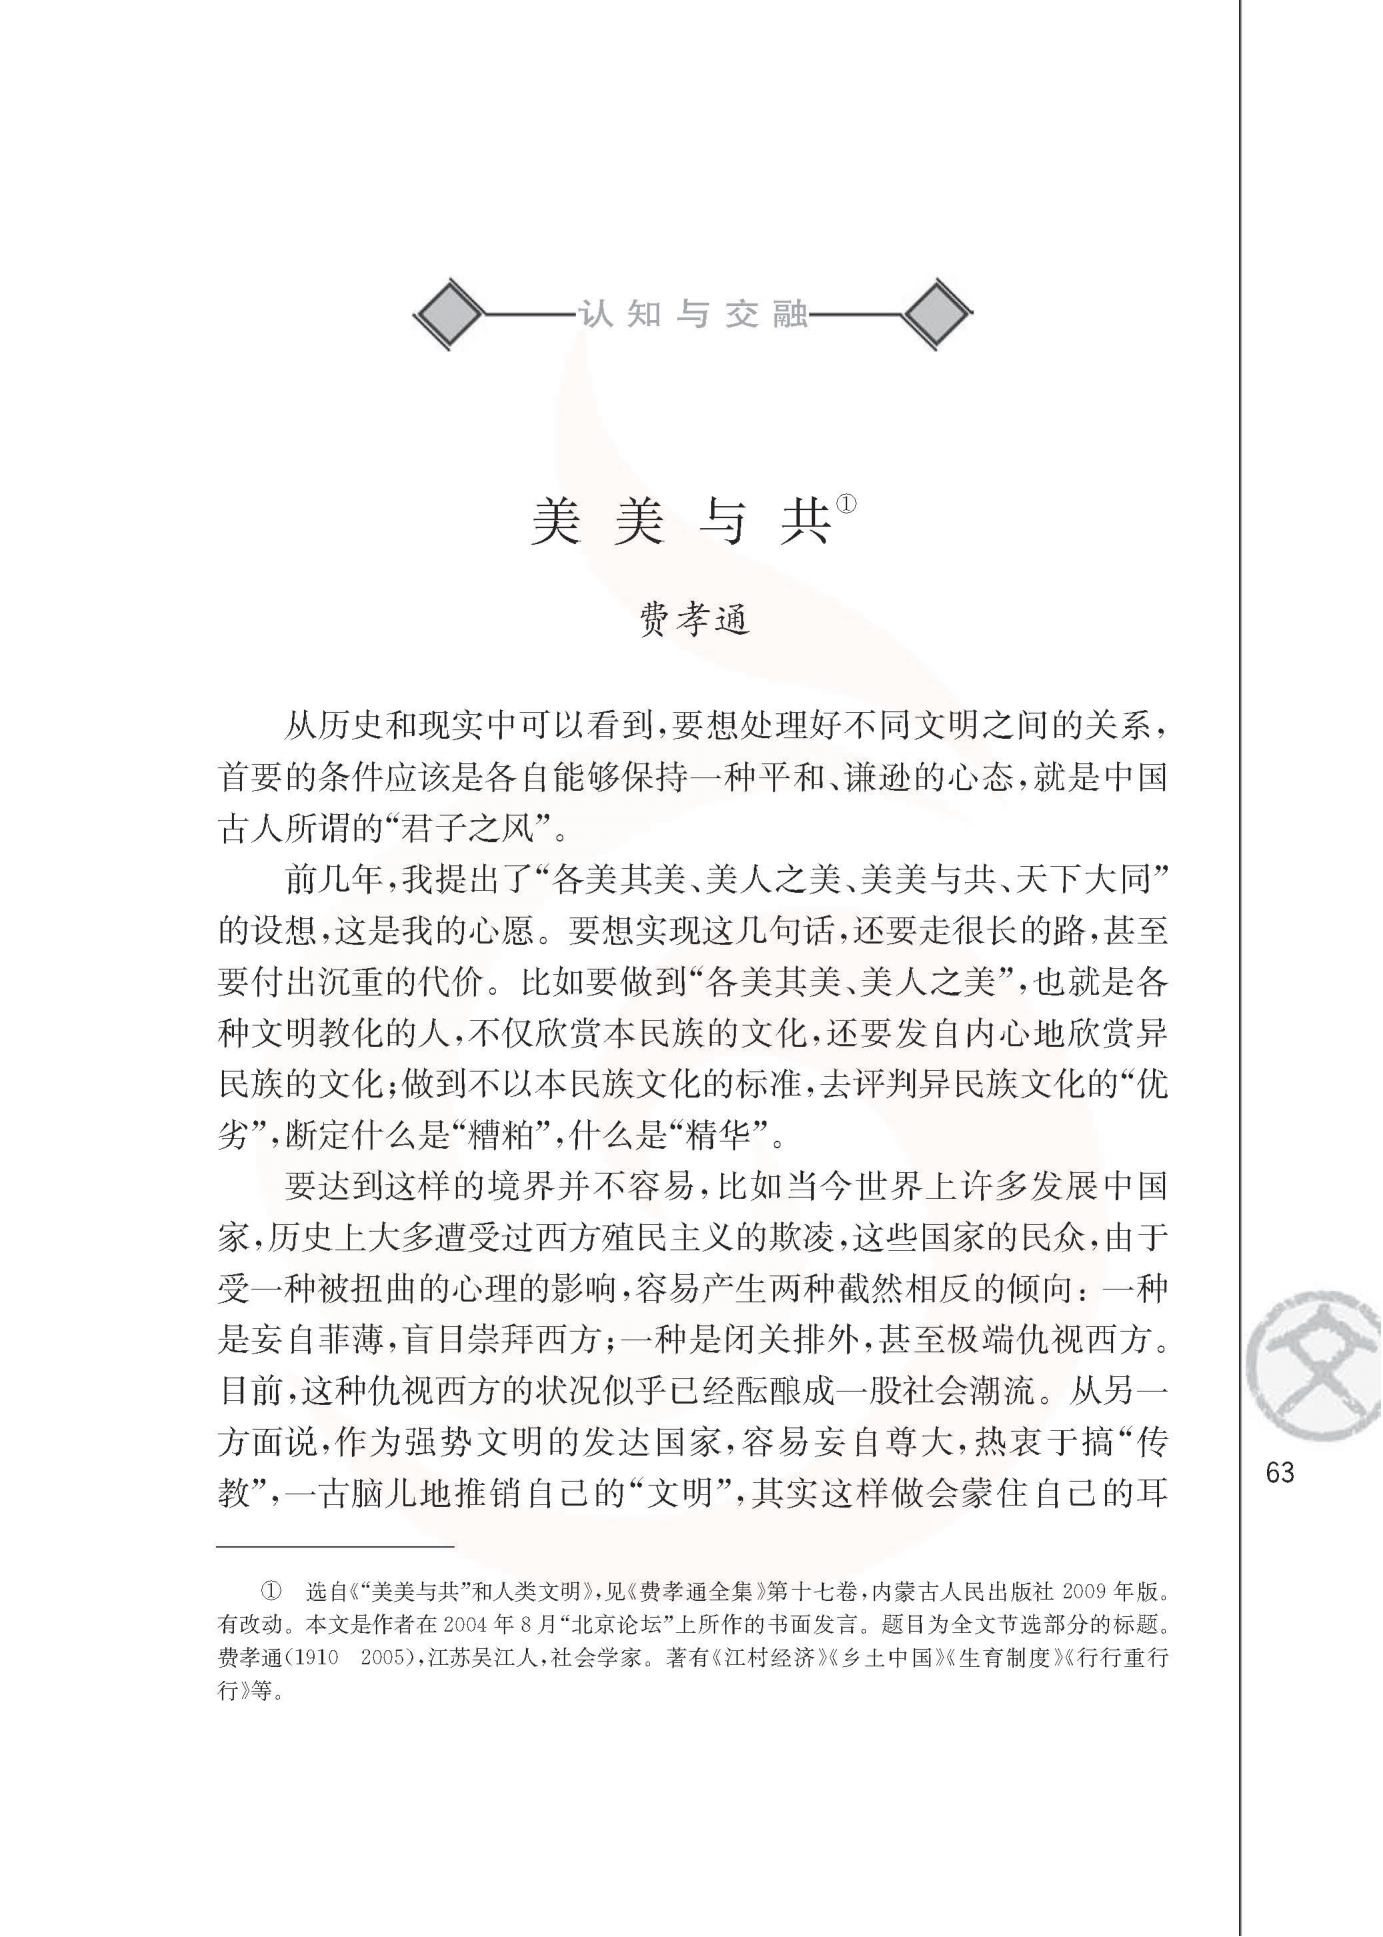 认知与交融
美美与共①
费孝通
从历史和现实中可以看到,要想处理好不同文明之间的关系,
首要的条件应该是各自能够保持一种平和、谦逊的心态,就是中国
古人所谓的“君子之风”。
前几年,我提出了“各美其美、美人之美、美美与共、天下大同”
的设想,这是我的心愿。要想实现这几句话,还要走很长的路,甚至
要付出沉重的代价。比如要做到“各美其美、美人之美”,也就是各
种文明教化的人,不仅欣赏本民族的文化,还要发自内心地欣赏异
民族的文化;做到不以本民族文化的标准,去评判异民族文化的“优
劣”,断定什么是“糟粕”,什么是“精华”。
要达到这样的境界并不容易,比如当今世界上许多发展中国
家,历史上大多遭受过西方殖民主义的欺凌,这些国家的民众,由于
受一种被扭曲的心理的影响,容易产生两种截然相反的倾向:一种
是妄自菲薄,盲目崇拜西方;一种是闭关排外,甚至极端仇视西方。
目前,这种仇视西方的状况似乎已经酝酿成一股社会潮流。从另一
方面说,作为强势文明的发达国家,容易妄自尊大,热衷于搞“传
教”,一古脑儿地推销自己的“文明”,其实这样做会蒙住自己的耳
文
63
① 选自《“美美与共”和人类文明》,见《费孝通全集》第十七卷,内蒙古人民出版社 2009 年版。
有改动。本文是作者在 2004 年 8 月“北京论坛”上所作的书面发言。题目为全文节选部分的标题。
费孝通(1910 2005),江苏吴江人,社会学家。著有《江村经济》《乡土中国》《生育制度》《行行重行
行》等。